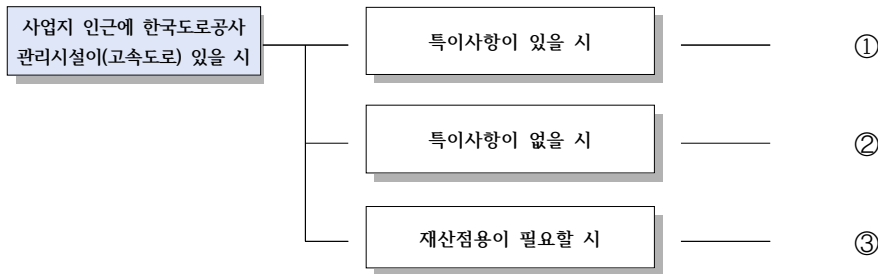 사업지 인근에 한국도로공사
관리시설이(고속도로) 있을 시
특이사항이 있을 시
①
특이사항이 없을 시
②
재산점용이 필요할 시
③